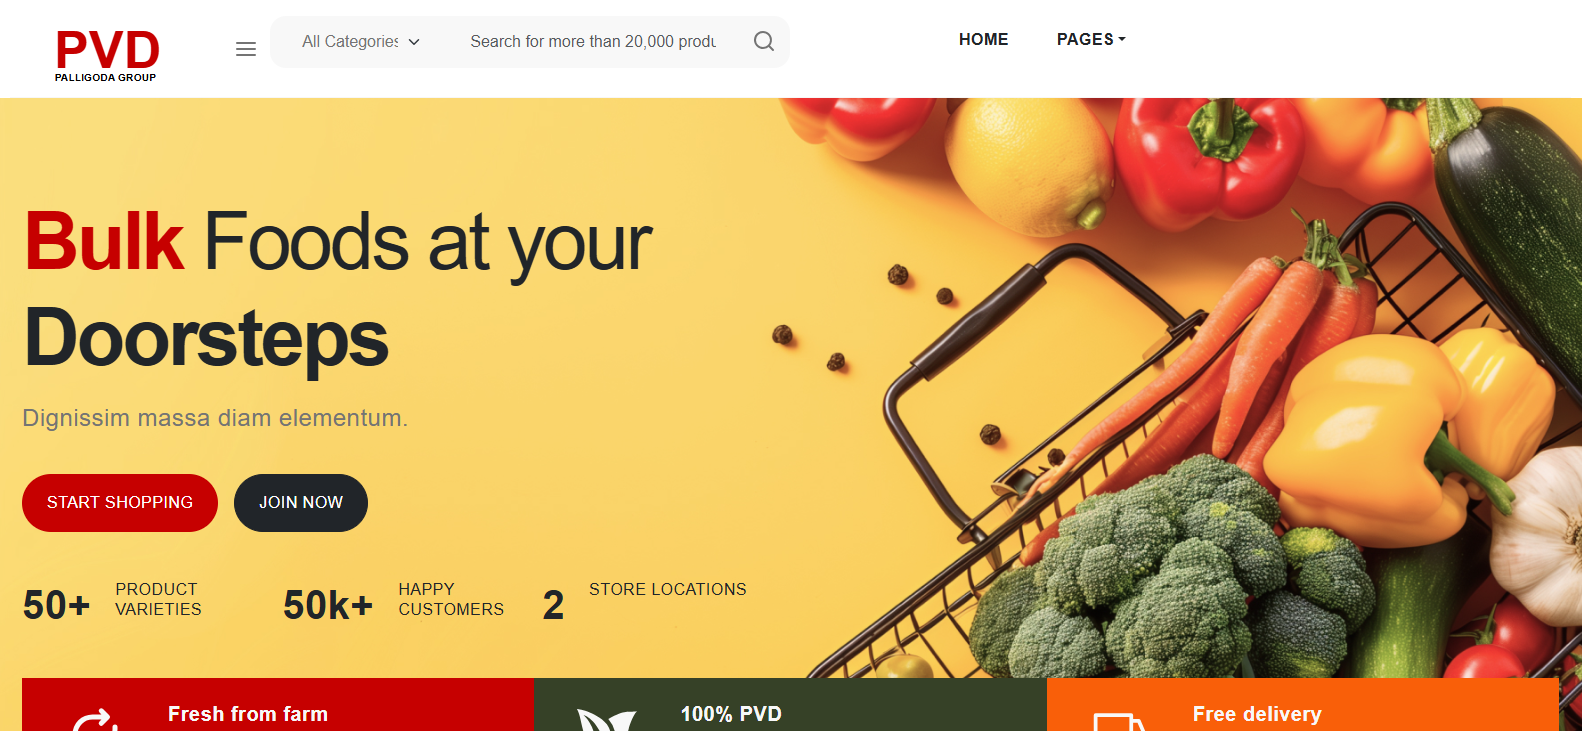 PVD
PALLIGODA GROUP
All Categories
Search for more than 20,000
HOME
PAGES
Bulk Foods at your
Doorsteps
Dignissim massa diam elementum.
START SHOPPING
JOIN NOW
50+
PRODUCT
VARIETIES
50k+
HAPPY
CUSTOMERS
2
STORE LOCATIONS
Fresh from farm
100% PVD
Free delivery